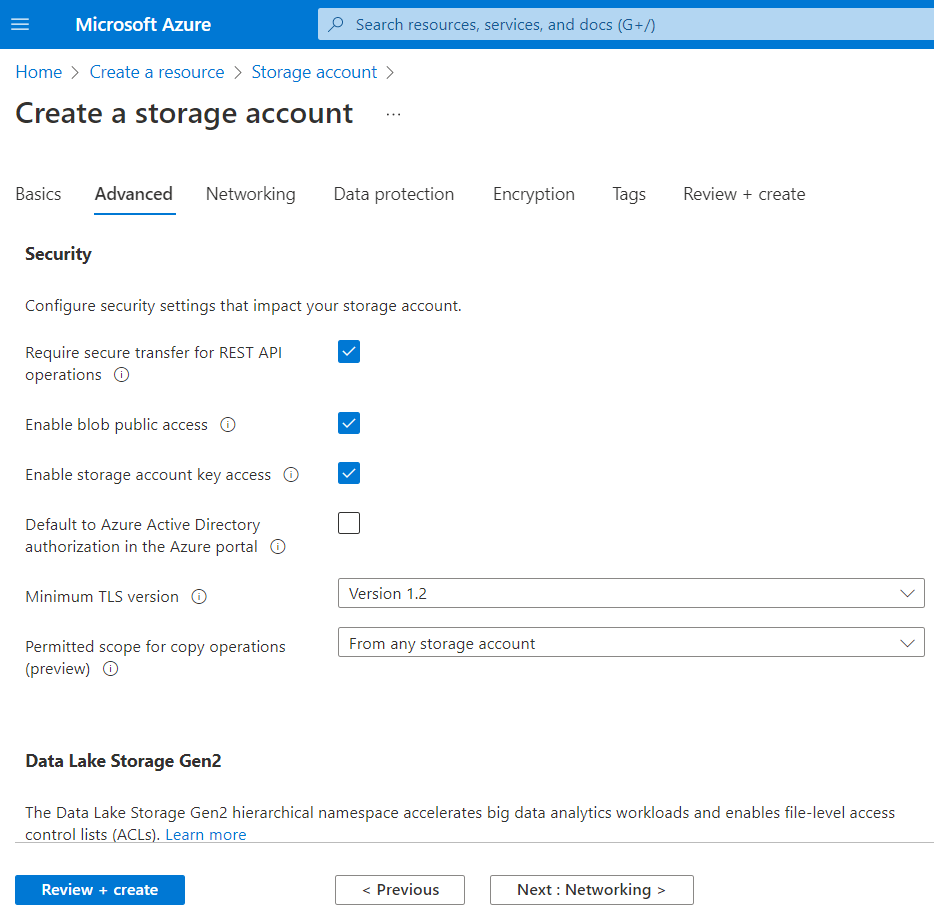 Microsoft Azure
Search resources, services, and docs (G+/)
Home > Create a resource > Storage account >
Create a storage account ...
Basics Advanced Networking Data protection Encryption Tags Review + create
Security
Configure security settings that impact your storage account.
Require secure transfer for REST API
operations
Enable blob public access
Enable storage account key access
Default to Azure Active Directory
authorization in the Azure portal
Minimum TLS version
Version 1.2
Permitted scope for copy operations
(preview)
From any storage account
Data Lake Storage Gen2
The Data Lake Storage Gen2 hierarchical namespace accelerates big data analytics workloads and enables file-level access
control lists (ACLs). Learn more
Review + create
< Previous
Next : Networking >